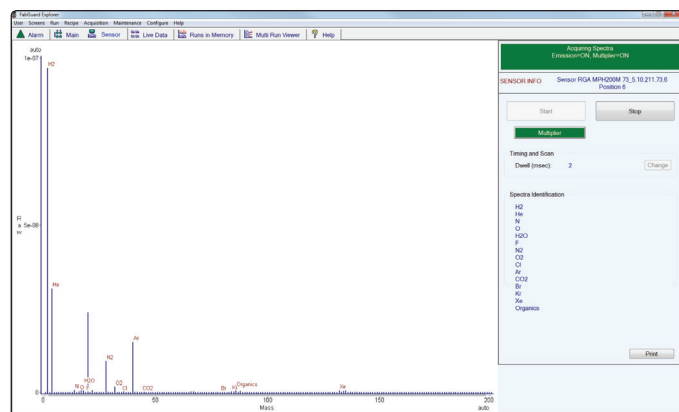 FabGuard Explorer
User Screens Run Recipe Acquisition Maintenance Configure Help
Alarm Main Sensor Live Data Runs in Memory Multi Run Viewer Help
auto
1e-07
H2
Raw
5e-08
He
Ar
N2
H2O
O2
Organics
N O F Cl CO2 Br Kr Xe
0
0 50 100 150 200
Mass auto
Acquiring Spectra
Emission=ON, Multiplier=ON
SENSOR INFO Sensor RGA MPH200M 73_5.10.211.73.6
Position 6
Start Stop
Multiplier
Timing and Scan
Dwell (msec): 2 Change
Spectra Identification
H2
He
N
O
H2O
F
N2
O2
Cl
Ar
CO2
Br
Kr
Xe
Organics
Print